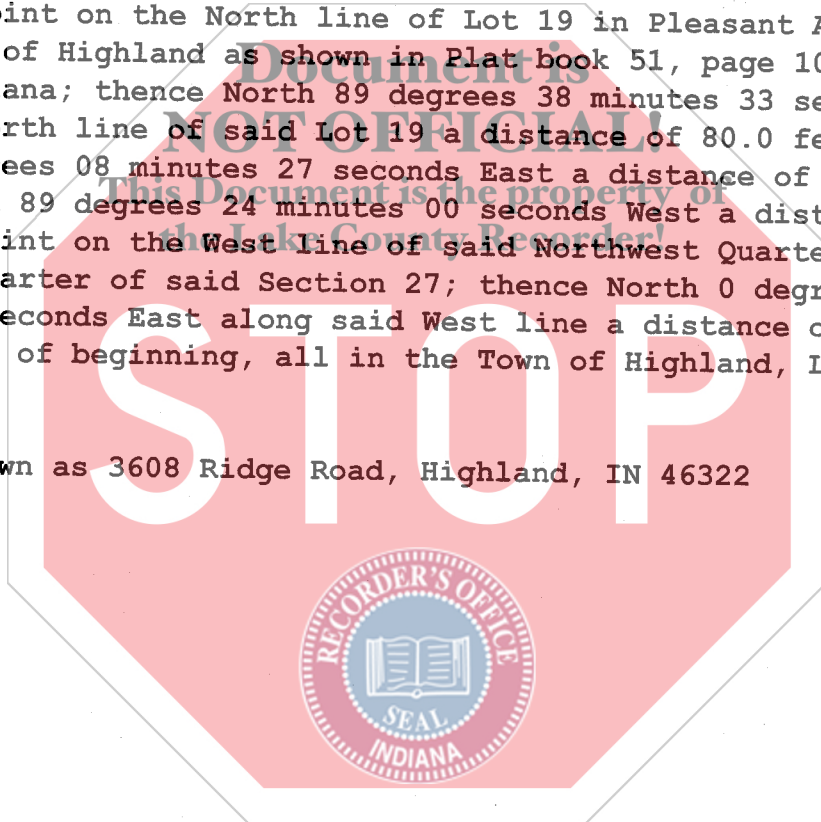 int on the North line of Lot 19 in Pleasant
of Highland as shown in Plat book 51, page 10
Document is
ana; thence North 89 degrees 38 minutes 33 se
rth line of said Lot 19 a distance of 80.0 fe
NOT OFFICIAL!
ees 08 minutes 27 seconds East a distance of
This Document is the property of
89 degrees 24 minutes 00 seconds West a dist
int on the West line of said Northwest Quarte
the Lake County Recorder!
arter of said Section 27; thence North 0 degr
econds East along said West line a distance o
of beginning, all in the Town of Highland, L
STOP
wn as 3608 Ridge Road, Highland, IN 46322
RECORDER'S OFFICE
SEAL
INDIANA